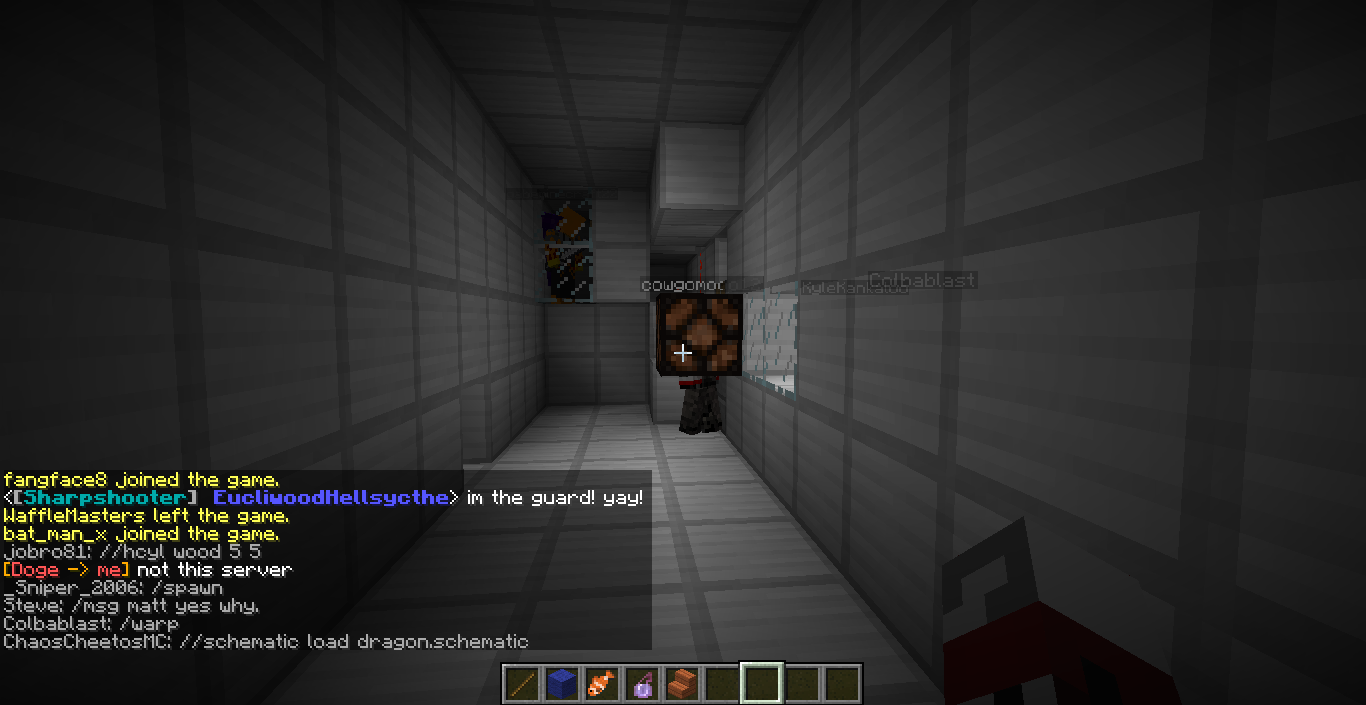 cowgomoo
KyleKankaloo
Colbablast
fangface8 joined the game.
<[Sharpshooter] EucliwoodHellsycthe> im the guard! yay!
WaffleMasters left the game.
bat_man_x joined the game.
jobro81: //hcyl wood 5 5
[Doge -> me] not this server
_Sniper_2006: /spawn
Steve: /msg matt yes why.
Colbablast: /warp
ChaosCheetosMC: //schematic load dragon.schematic